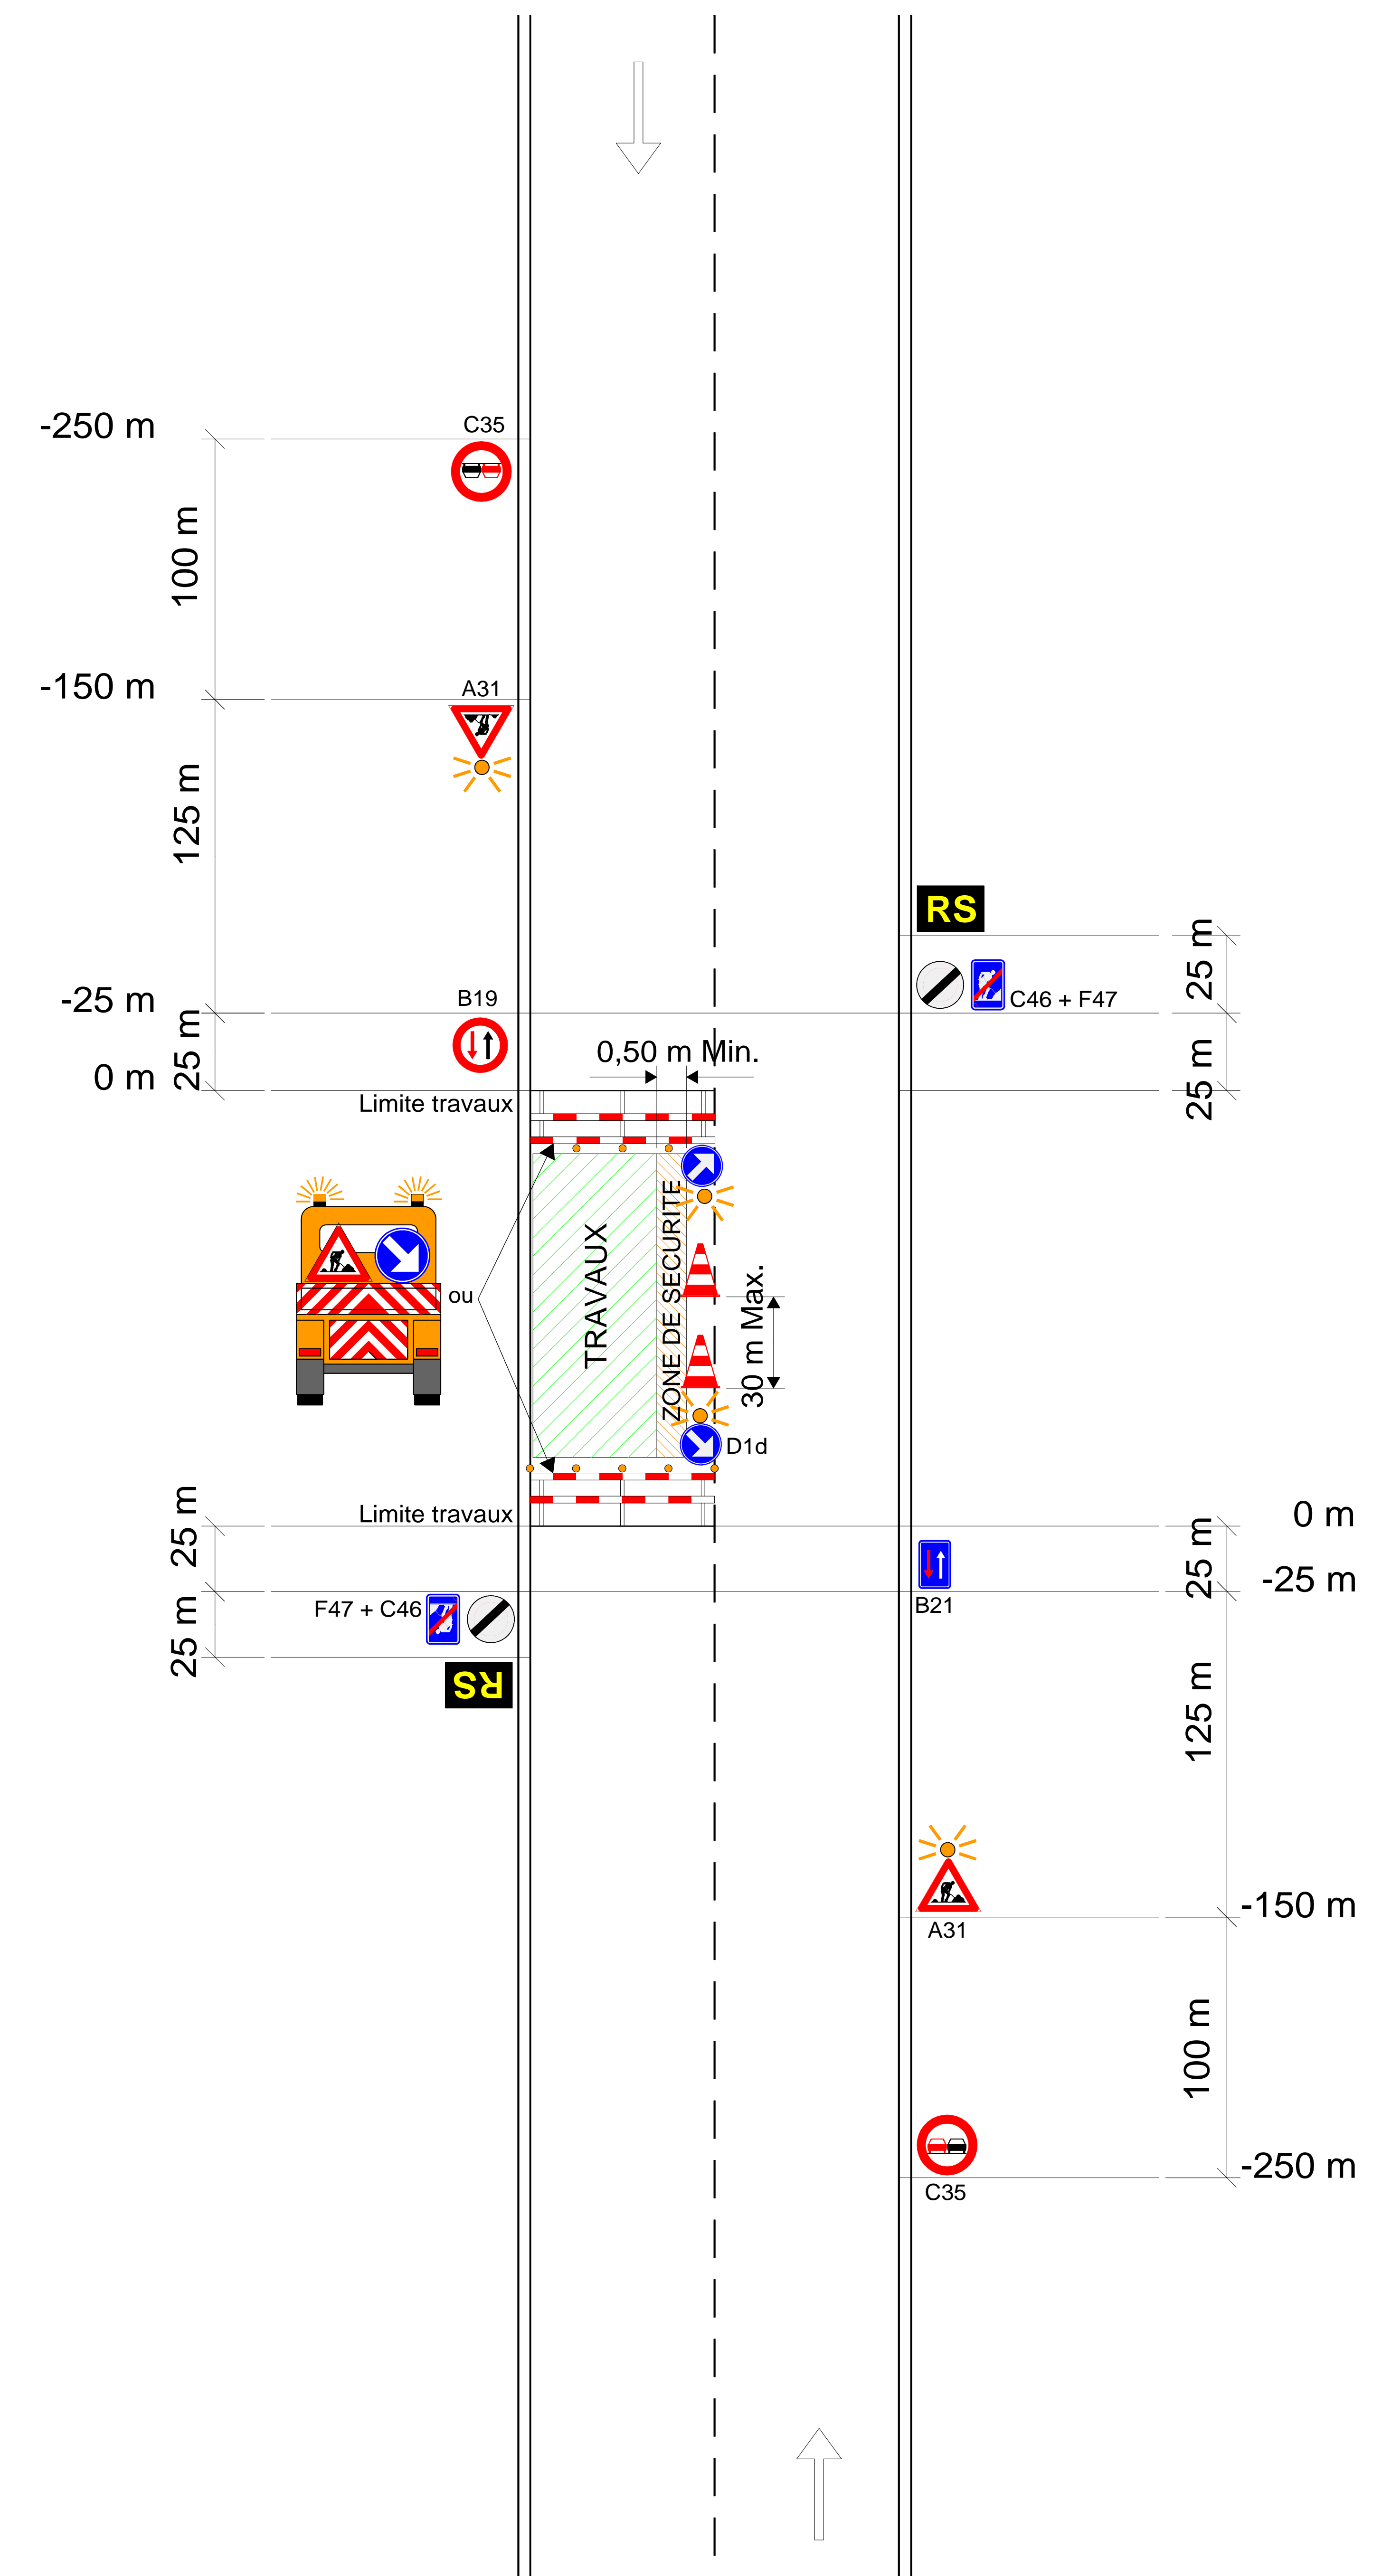 C35
-250 m
100 m
-150 m
A31
125 m
RS
25 m
C46 + F47
-25 m
B19
25 m
0,50 m Min.
25 m
0 m
Limite travaux
TRAVAUX
ZONE DE SECURITE
ou
30 m Max.
D1d
Limite travaux
0 m
25 m
25 m
-25 m
B21
F47 + C46
25 m
RS
125 m
-150 m
A31
100 m
-250 m
C35